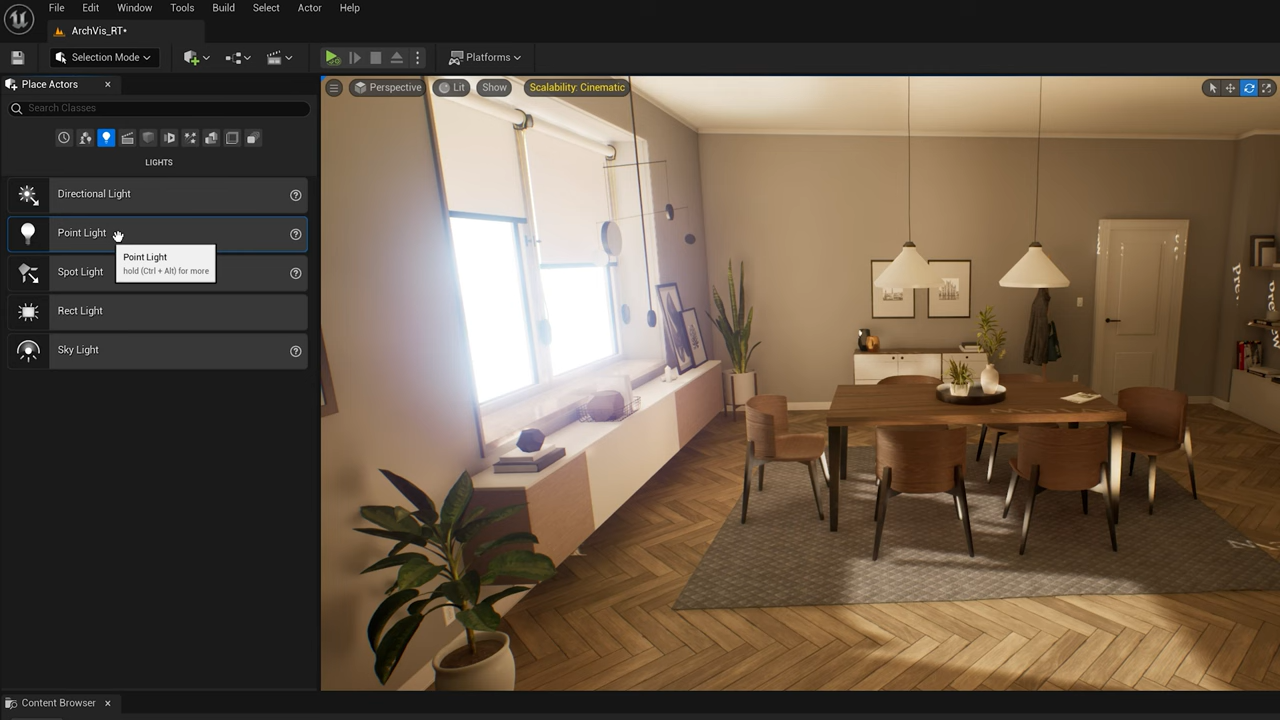 File Edit Window Tools Build Select Actor Help
ArchVis_RT*
Selection Mode
Platforms
Place Actors
Search Classes
LIGHTS
Directional Light
Point Light
Point Light
hold (Ctrl + Alt) for more
Spot Light
Rect Light
Sky Light
Perspective Lit Show Scalability: Cinematic
Content Browser